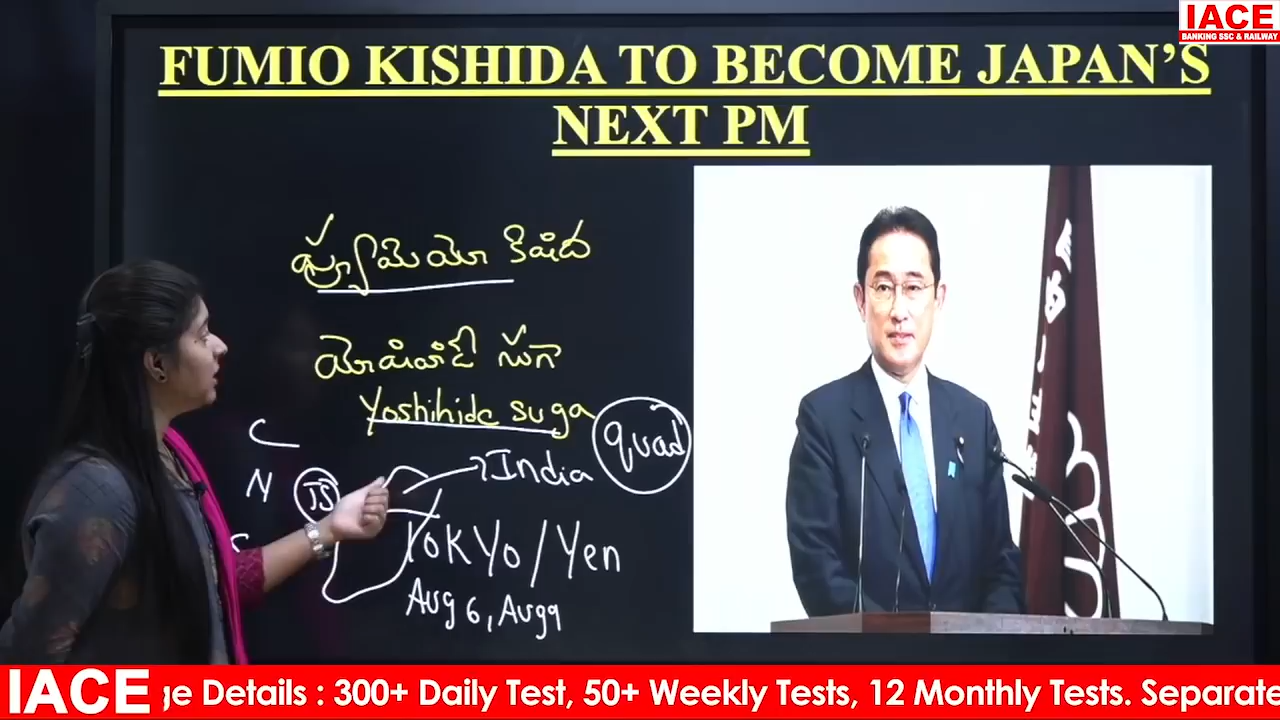 IACE
BANKING SSC & RAILWAY
FUMIO KISHIDA TO BECOME JAPAN'S
NEXT PM
ఫ్యూమియో కిషిద
యోషిహిడే సుగా
Yoshihide suga
quad
India
N
TS
TOKYO/Yen
Aug 6, Aug 9
IACE ge Details : 300+ Daily Test, 50+ Weekly Tests, 12 Monthly Tests. Separate